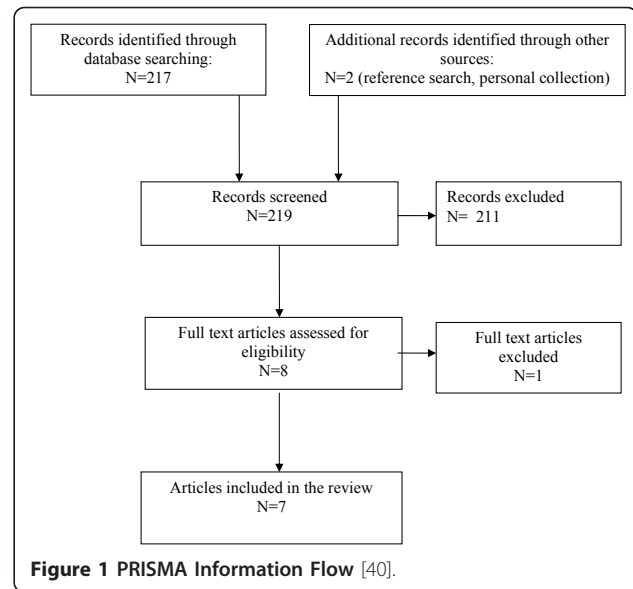 Records identified through
database searching:
N=217
Additional records identified through other
sources:
N=2 (reference search, personal collection)
Records screened
N=219
Records excluded
N= 211
Full text articles assessed for
eligibility
N=8
Full text articles
excluded
N=1
Articles included in the review
N=7
Figure 1 PRISMA Information Flow [40].